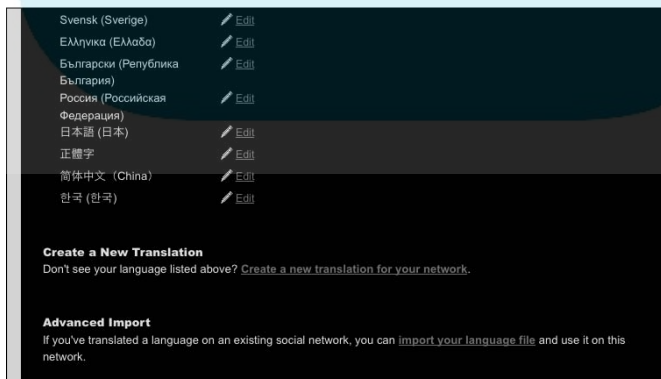 Svensk (Sverige) Edit
Ελληνικα (Ελλαδα) Edit
Български (Република Edit
България)
Россия (Российская Edit
Федерация)
日本語 (日本) Edit
正體字 Edit
简体中文（China） Edit
한국 (한국) Edit
Create a New Translation
Don't see your language listed above? Create a new translation for your network.
Advanced Import
If you've translated a language on an existing social network, you can import your language file and use it on this
network.